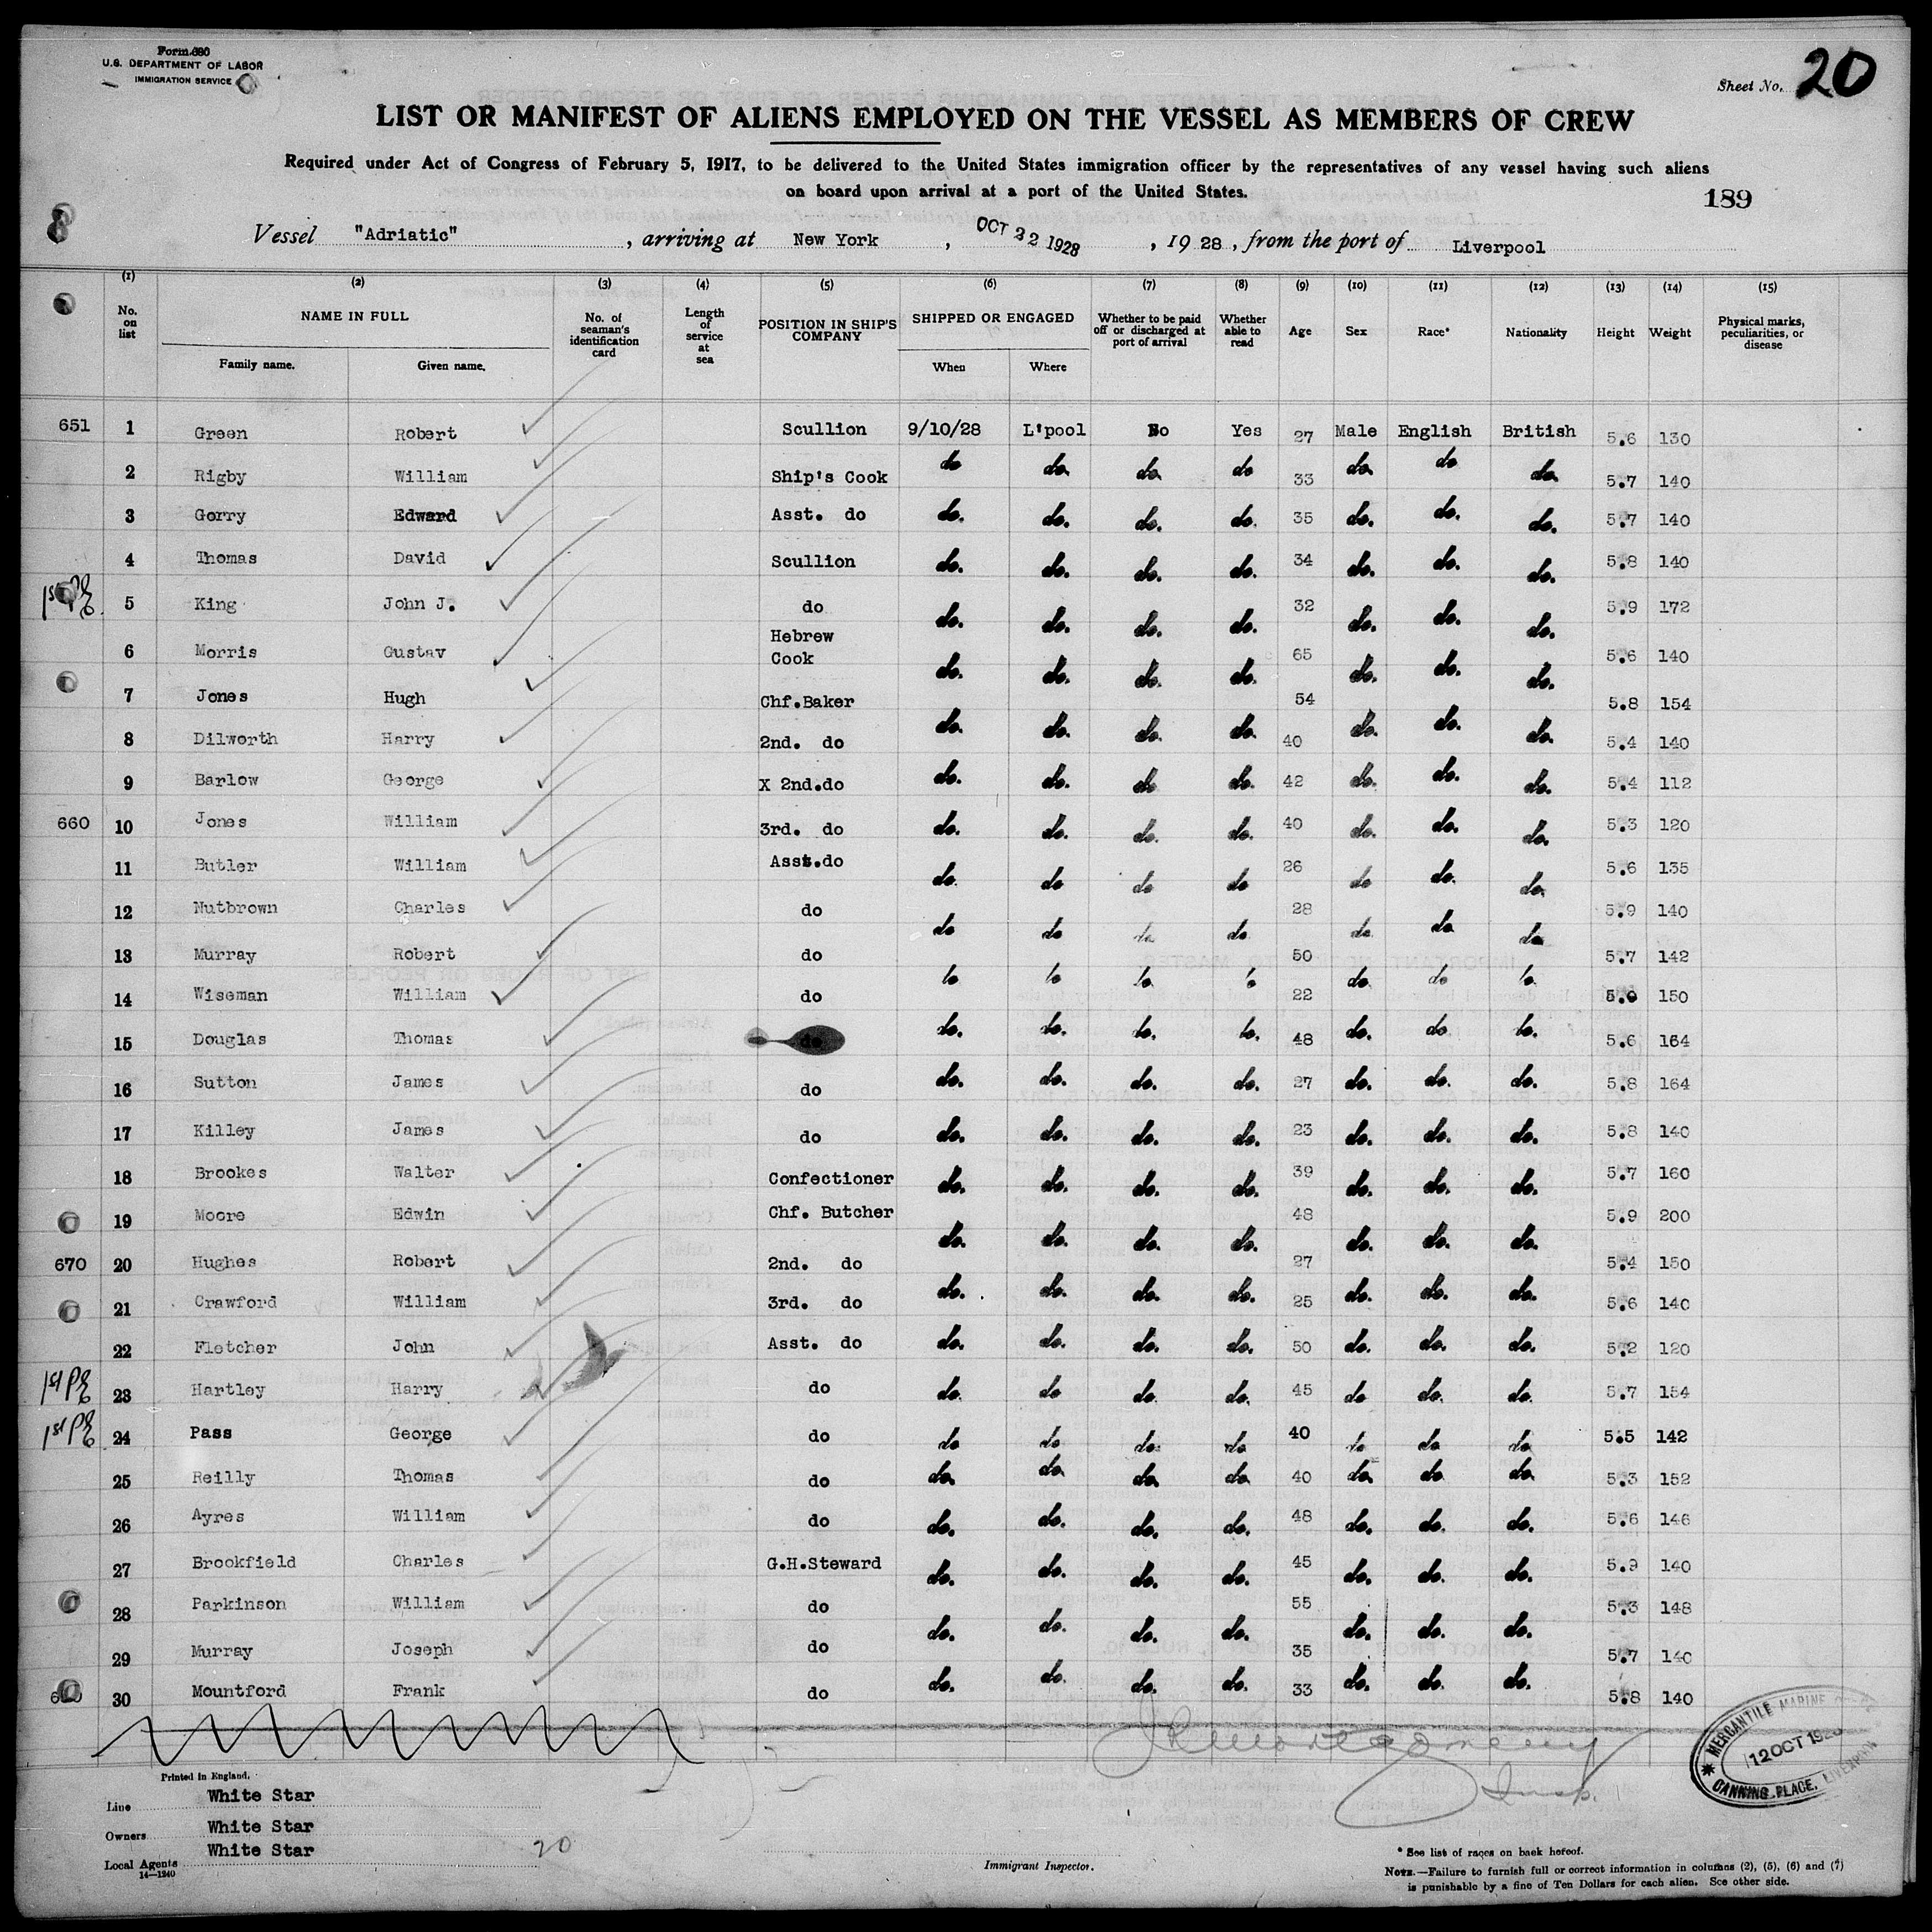 Form 680
U.S. DEPARTMENT OF LABOR
IMMIGRATION SERVICE
Sheet No. 20
LIST OR MANIFEST OF ALIENS EMPLOYED ON THE VESSEL AS MEMBERS OF CREW
Required under Act of Congress of February 5, 1917, to be delivered to the United States immigration officer by the representatives of any vessel having such aliens
on board upon arrival at a port of the United States.
189
Vessel "Adriatic", arriving at New York, OCT 22 1928, 19 28, from the port of Liverpool
(1) (2) (3) (4) (5) (6) (7) (8) (9) (10) (11) (12) (13) (14) (15)
No. on list NAME IN FULL Family name. Given name. No. of seaman's identification card Length of service at sea POSITION IN SHIP'S COMPANY SHIPPED OR ENGAGED When Where Whether to be paid off or discharged at port of arrival Whether able to read Age Sex Race* Nationality Height Weight Physical marks, peculiarities, or disease
651 1 Green Robert Scullion 9/10/28 L'pool No Yes 27 Male English British 5.6 130
2 Rigby William Ship's Cook do do do do 33 do do do 5.7 140
3 Gorry Edward Asst. do do. do. do. do. 35 do. do. do. 5.7 140
4 Thomas David Scullion do. do. do. do. 34 do. do. do. 5.8 140
5 King John J. do do. do. do. do. 32 do. do. do. 5.9 172
6 Morris Gustav Hebrew Cook do. do. do. do. 65 do. do. do. 5.6 140
7 Jones Hugh Chf.Baker do. do. do. do. 54 do. do. do. 5.8 154
8 Dilworth Harry 2nd. do do. do. do. do. 40 do. do. do. 5.4 140
9 Barlow George X 2nd.do do. do. do do. 42 do. do. do. 5.4 112
660 10 Jones William 3rd. do do. do. do. do. 40 do. do. do. 5.3 120
11 Butler William Asst.do do. do do do 26 do do. do. 5.6 135
12 Nutbrown Charles do do do do do 28 do do do 5.9 140
13 Murray Robert do do do do do 50 do do do 5.7 142
14 Wiseman William do do. do. do. do. 22 do. do do. 5.9 150
15 Douglas Thomas do do. do. do. do. 48 do. do. do. 5.6 164
16 Sutton James do do. do. do. do. 27 do. do. do. 5.8 164
17 Killey James do do. do. do. do. 23 do. do. do. 5.8 140
18 Brookes Walter Confectioner do. do. do. do. 39 do. do. do. 5.7 160
19 Moore Edwin Chf. Butcher do. do. do. do. 48 do. do. do. 5.9 200
670 20 Hughes Robert 2nd. do do. do. do. do. 27 do. do. do. 5.4 150
21 Crawford William 3rd. do do. do. do. do. 25 do. do. do. 5.6 140
22 Fletcher John Asst. do do. do. do. do. 50 do. do. do. 5.2 120
23 Hartley Harry do do. do do. do. 45 do do. do. 5.7 154
24 Pass George do do do do do 40 do do do 5.5 142
25 Reilly Thomas do do. do do do 40 do do do 5.3 152
26 Ayres William do do. do. do. do. 48 do. do. do. 5.6 146
27 Brookfield Charles G.H.Steward do. do. do. do. 45 do. do. do. 5.9 140
28 Parkinson William do do. do. do. do. 55 do. do. do. 5.3 148
29 Murray Joseph do do. do. do. do. 35 do. do. do. 5.7 140
30 Mountford Frank do do. do. do. do. 33 do. do. do. 5.8 140
MERCANTILE MARINE
12 OCT 1928
CANNING PLACE, LIVERPOOL
Printed in England.
Line White Star
Owners White Star
Local Agents White Star
14—1240
20
Immigrant Inspector.
* See list of races on back hereof.
NOTE.—Failure to furnish full or correct information in columns (2), (5), (6) and (7)
is punishable by a fine of Ten Dollars for each alien. See other side.